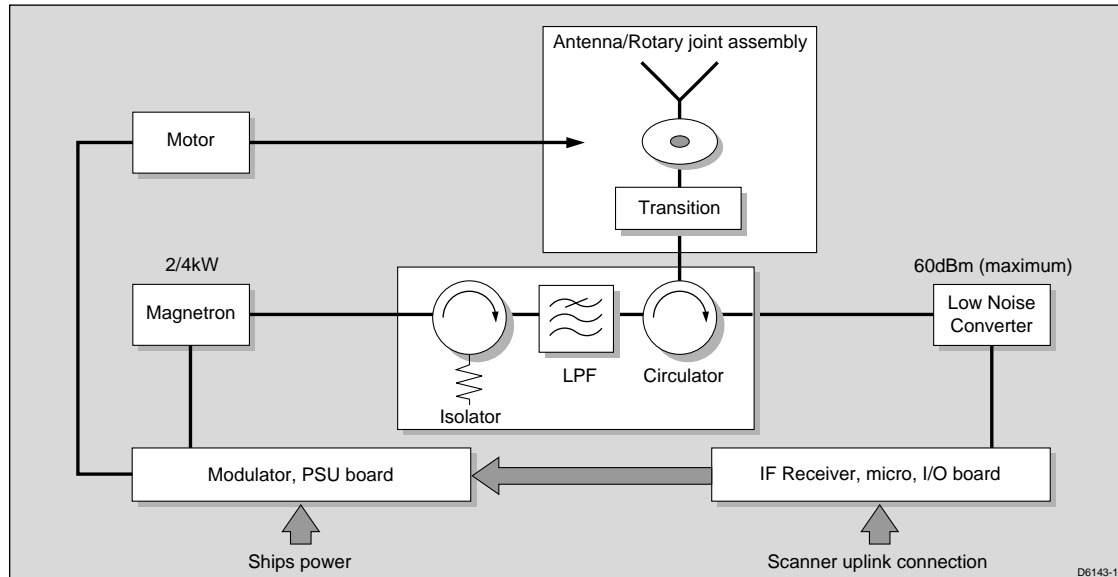 Antenna/Rotary joint assembly
Motor
Transition
2/4kW
60dBm (maximum)
Magnetron
Low Noise
Converter
LPF
Circulator
Isolator
Modulator, PSU board
IF Receiver, micro, I/O board
Ships power
Scanner uplink connection
D6143-1